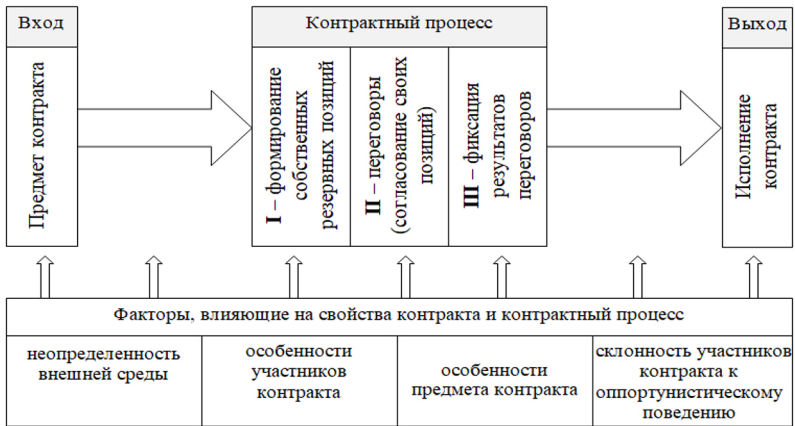 Вход
Предмет контракта
Контрактный процесс
I – формирование
собственных
резервных позиций
II – переговоры
(согласование своих
позиций)
III – фиксация
результатов
переговоров
Выход
Исполнение
контракта
Факторы, влияющие на свойства контракта и контрактный процесс
неопределенность
внешней среды
особенности
участников
контракта
особенности
предмета контракта
склонность участников
контракта к
оппортунистическому
поведению